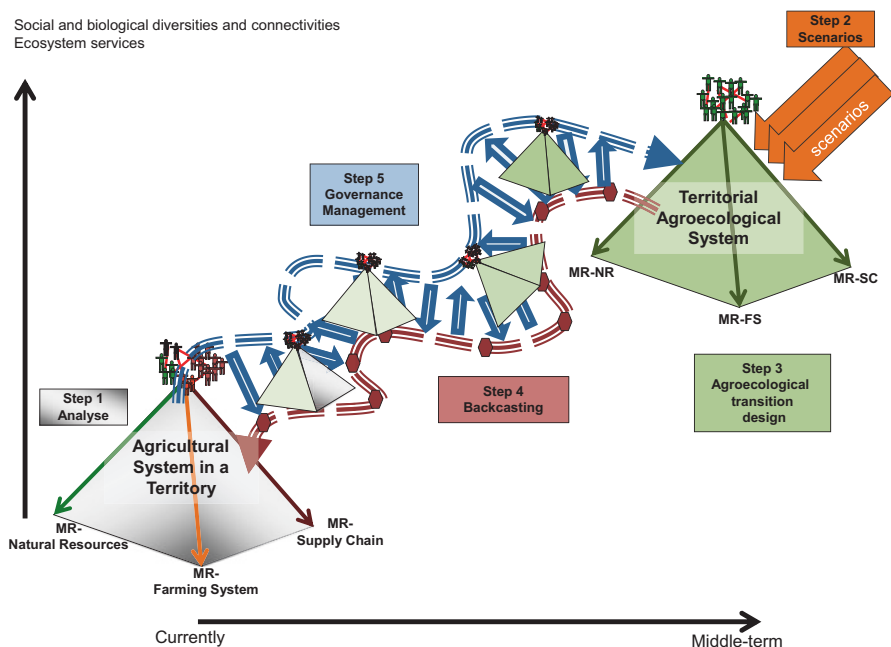 Social and biological diversities and connectivities
Ecosystem services
Step 2
Scenarios
scenarios
Step 5
Governance
Management
Territorial
Agroecological
System
MR-NR
MR-SC
MR-FS
Step 1
Analyse
Step 4
Backcasting
Step 3
Agroecological
transition
design
Agricultural
System in a
Territory
MR-
Natural Resources
MR-
Supply Chain
MR-
Farming System
Currently
Middle-term